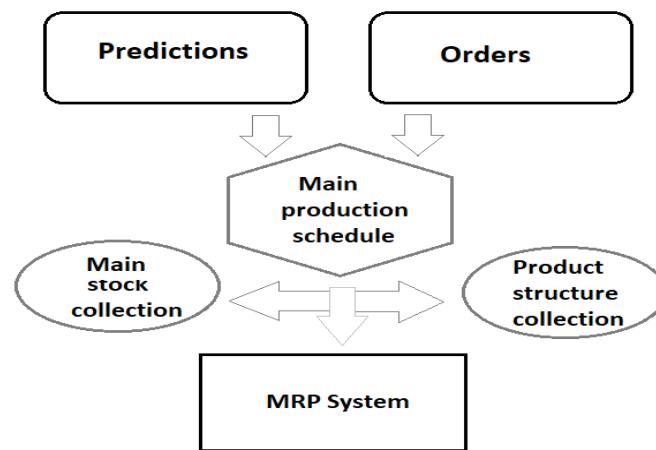 Predictions
Orders
Main
production
schedule
Main
stock
collection
Product
structure
collection
MRP System